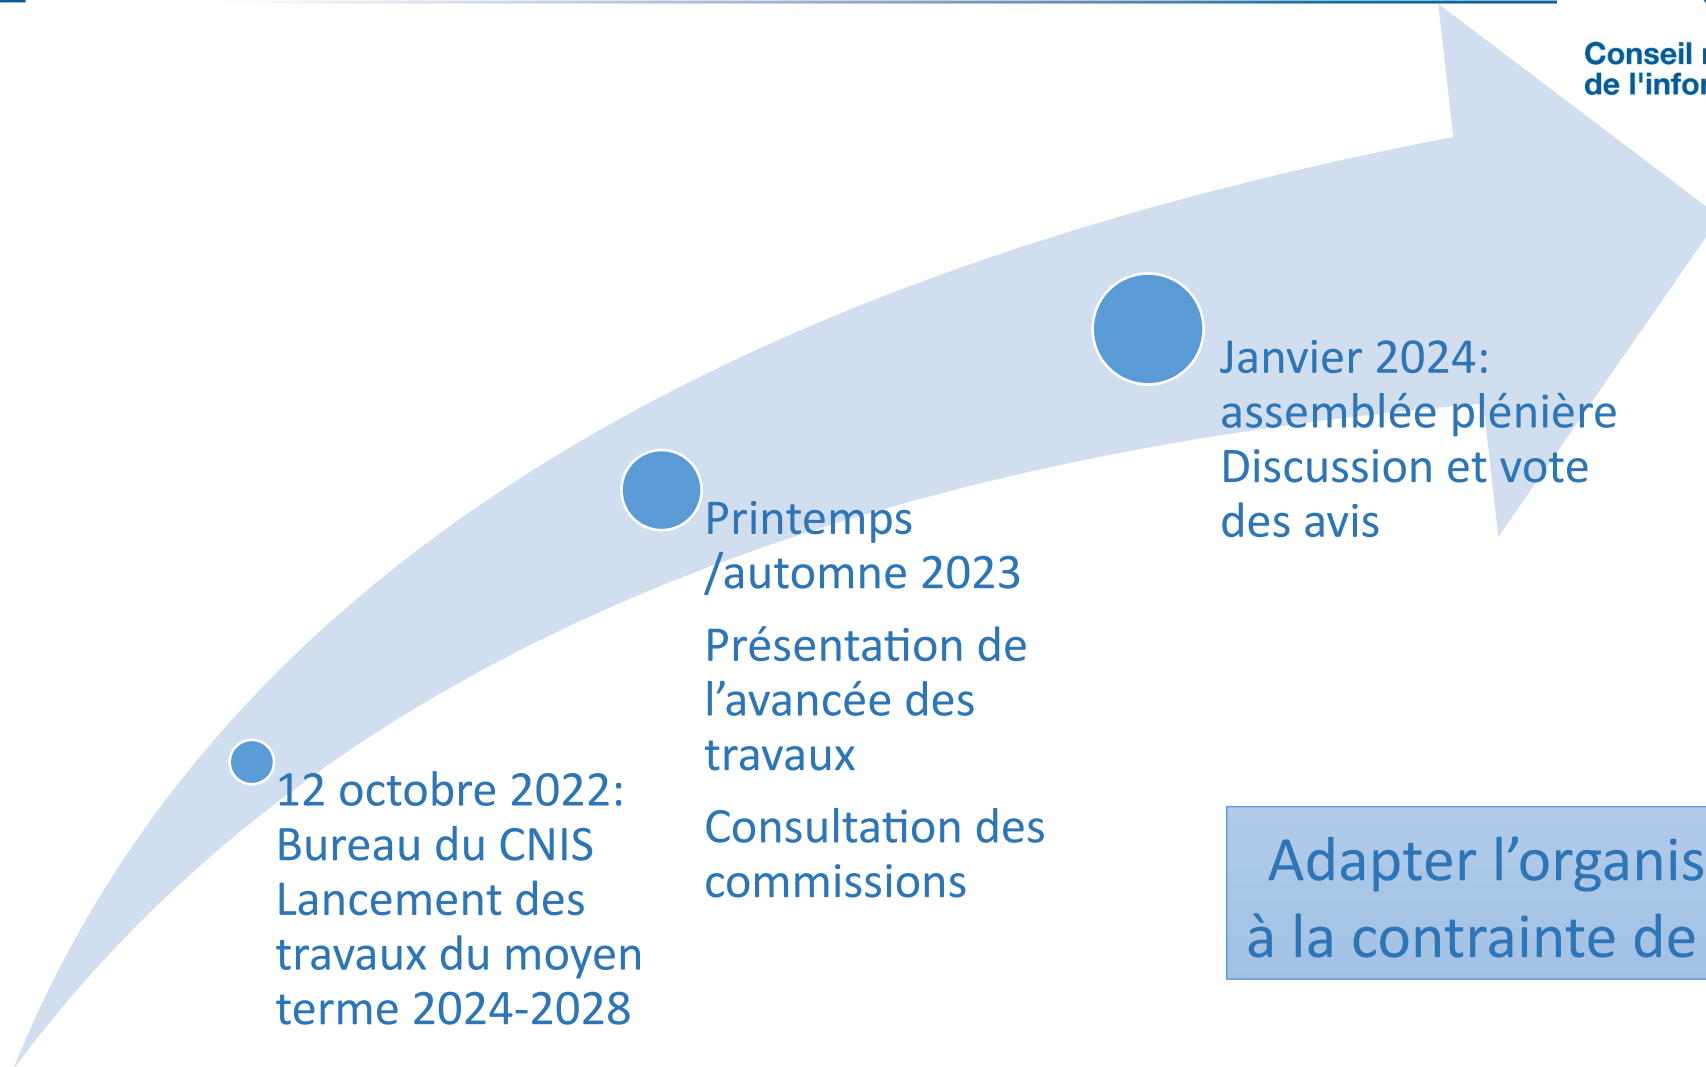 Conseil
de l'infor
12 octobre 2022:
Bureau du CNIS
Lancement des
travaux du moyen
terme 2024-2028
Printemps
/automne 2023
Présentation de
l’avancée des
travaux
Consultation des
commissions
Janvier 2024:
assemblée plénière
Discussion et vote
des avis
Adapter l’organis
à la contrainte de